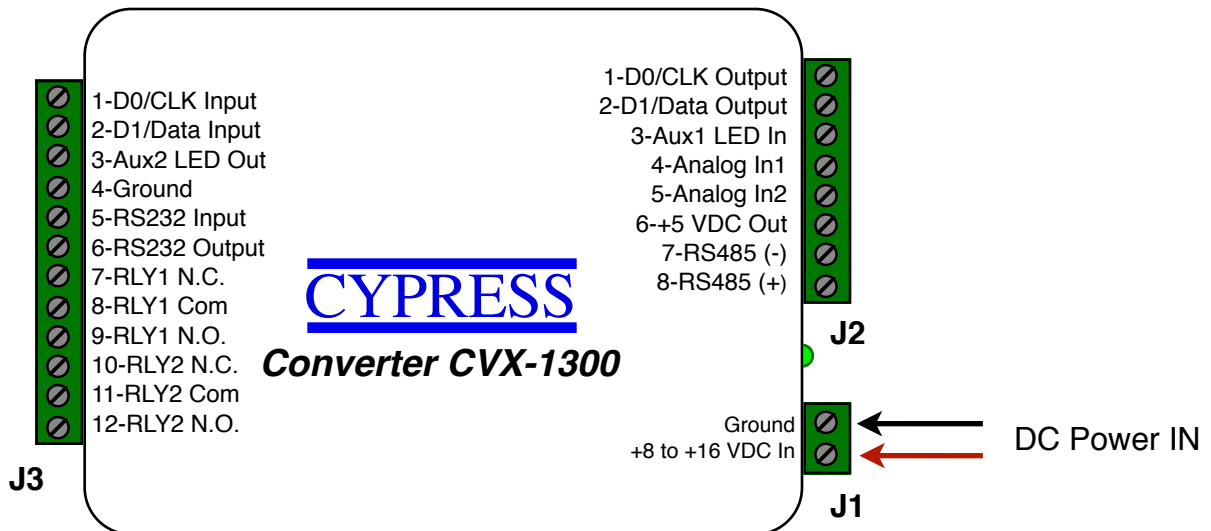 1-D0/CLK Input
2-D1/Data Input
3-Aux2 LED Out
4-Ground
5-RS232 Input
6-RS232 Output
7-RLY1 N.C.
8-RLY1 Com
9-RLY1 N.O.
10-RLY2 N.C.
11-RLY2 Com
12-RLY2 N.O.
J3
CYPRESS
Converter CVX-1300
1-D0/CLK Output
2-D1/Data Output
3-Aux1 LED In
4-Analog In1
5-Analog In2
6-+5 VDC Out
7-RS485 (-)
8-RS485 (+)
J2
Ground
+8 to +16 VDC In
J1
DC Power IN